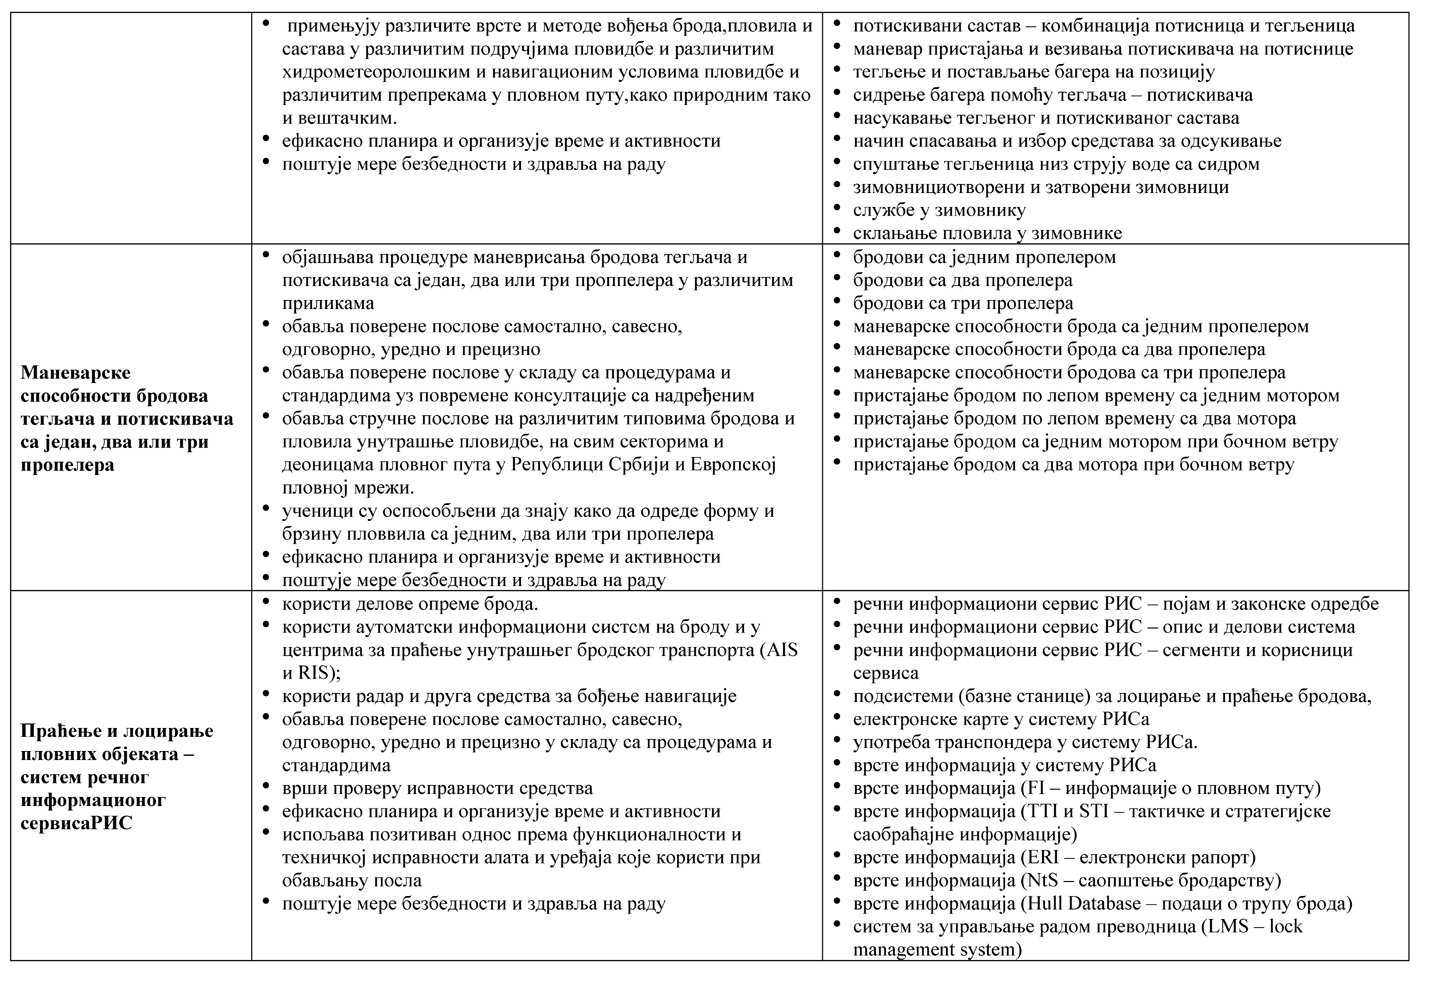 примењују различите врсте и методе вођења брода,пловила и
састава у различитим подручјима пловидбе и различитим
хидрометеоролошким и навигационим условима пловидбе и
различитим препрекама у пловном путу,како природним тако
и вештачким.
• ефикасно планира и организује време и активности
• поштује мере безбедности и здравља на раду
• потискивани састав – комбинација потисница и тегљеница
• маневар пристајања и везивања потискивача на потиснице
• тегљење и постављање багера на позицију
• сидрење багера помоћу тегљача – потискивача
• насукавање тегљеног и потискиваног састава
• начин спасавања и избор средстава за одсукивање
• спуштање тегљеница низ струју воде са сидром
• зимовнициотворени и затворени зимовници
• службе у зимовнику
• склањање пловила у зимовнике
Маневарске
способности бродова
тегљача и потискивача
са један, два или три
пропелера
• објашњава процедуре маневрисања бродова тегљача и
потискивача са један, два или три проппелера у различитим
приликама
• обавља поверене послове самостално, савесно,
одговорно, уредно и прецизно
• обавља поверене послове у складу са процедурама и
стандардима уз повремене консултације са надређеним
• обавља стручне послове на различитим типовима бродова и
пловила унутрашње пловидбе, на свим секторима и
деоницама пловног пута у Републици Србији и Европској
пловној мрежи.
• ученици су оспособљени да знају како да одреде форму и
брзину пловвила са једним, два или три пропелера
• ефикасно планира и организује време и активности
• поштује мере безбедности и здравља на раду
• бродови са једним пропелером
• бродови са два пропелера
• бродови са три пропелера
• маневарске способности брода са једним пропелером
• маневарске способности брода са два пропелера
• маневарске способности бродова са три пропелера
• пристајање бродом по лепом времену са једним мотором
• пристајање бродом по лепом времену са два мотора
• пристајање бродом са једним мотором при бочном ветру
• пристајање бродом са два мотора при бочном ветру
Праћење и лоцирање
пловних објеката –
систем речног
информационог
сервисаРИС
• користи делове опреме брода.
• користи аутоматски информациони систсм на броду и у
центрима за праћење унутрашњег бродског транспорта (AIS
и RIS);
• користи радар и друга средства за бођење навигације
• обавља поверене послове самостално, савесно,
одговорно, уредно и прецизно у складу са процедурама и
стандардима
• врши проверу исправности средства
• ефикасно планира и организује време и активности
• испољава позитиван однос према функционалности и
техничкој исправности алата и уређаја које користи при
обављању посла
• поштује мере безбедности и здравља на раду
• речни информациони сервис РИС – појам и законске одредбе
• речни информациони сервис РИС – опис и делови система
• речни информациони сервис РИС – сегменти и корисници
сервиса
• подсистеми (базне станице) за лоцирање и праћење бродова,
• електронске карте у систему РИСа
• употреба транспондера у систему РИСа.
• врсте информација у систему РИСа
• врсте информација (FI – информације о пловном путу)
• врсте информација (TTI и STI – тактичке и стратегијске
саобраћајне информације)
• врсте информација (ERI – електронски рапорт)
• врсте информација (NtS – саопштење бродарству)
• врсте информација (Hull Database – подаци о трупу брода)
• систем за управљање радом преводница (LMS – lock
management system)